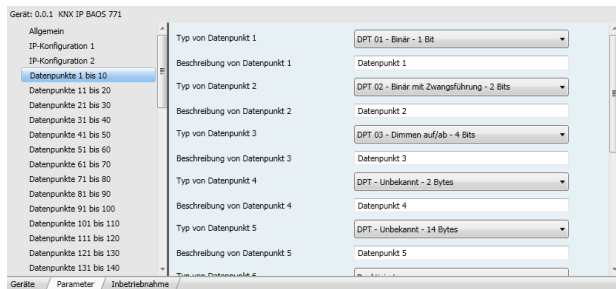 Gerät: 0.0.1 KNX IP BAOS 771
Allgemein
IP-Konfiguration 1
IP-Konfiguration 2
Datenpunkte 1 bis 10
Datenpunkte 11 bis 20
Datenpunkte 21 bis 30
Datenpunkte 31 bis 40
Datenpunkte 41 bis 50
Datenpunkte 51 bis 60
Datenpunkte 61 bis 70
Datenpunkte 71 bis 80
Datenpunkte 81 bis 90
Datenpunkte 91 bis 100
Datenpunkte 101 bis 110
Datenpunkte 111 bis 120
Datenpunkte 121 bis 130
Datenpunkte 131 bis 140
Typ von Datenpunkt 1 DPT 01 - Binär - 1 Bit
Beschreibung von Datenpunkt 1 Datenpunkt 1
Typ von Datenpunkt 2 DPT 02 - Binär mit Zwangsführung - 2 Bits
Beschreibung von Datenpunkt 2 Datenpunkt 2
Typ von Datenpunkt 3 DPT 03 - Dimmen auf/ab - 4 Bits
Beschreibung von Datenpunkt 3 Datenpunkt 3
Typ von Datenpunkt 4 DPT - Unbekannt - 2 Bytes
Beschreibung von Datenpunkt 4 Datenpunkt 4
Typ von Datenpunkt 5 DPT - Unbekannt - 14 Bytes
Beschreibung von Datenpunkt 5 Datenpunkt 5
Typ von Datenpunkt 6
Geräte Parameter Inbetriebnahme